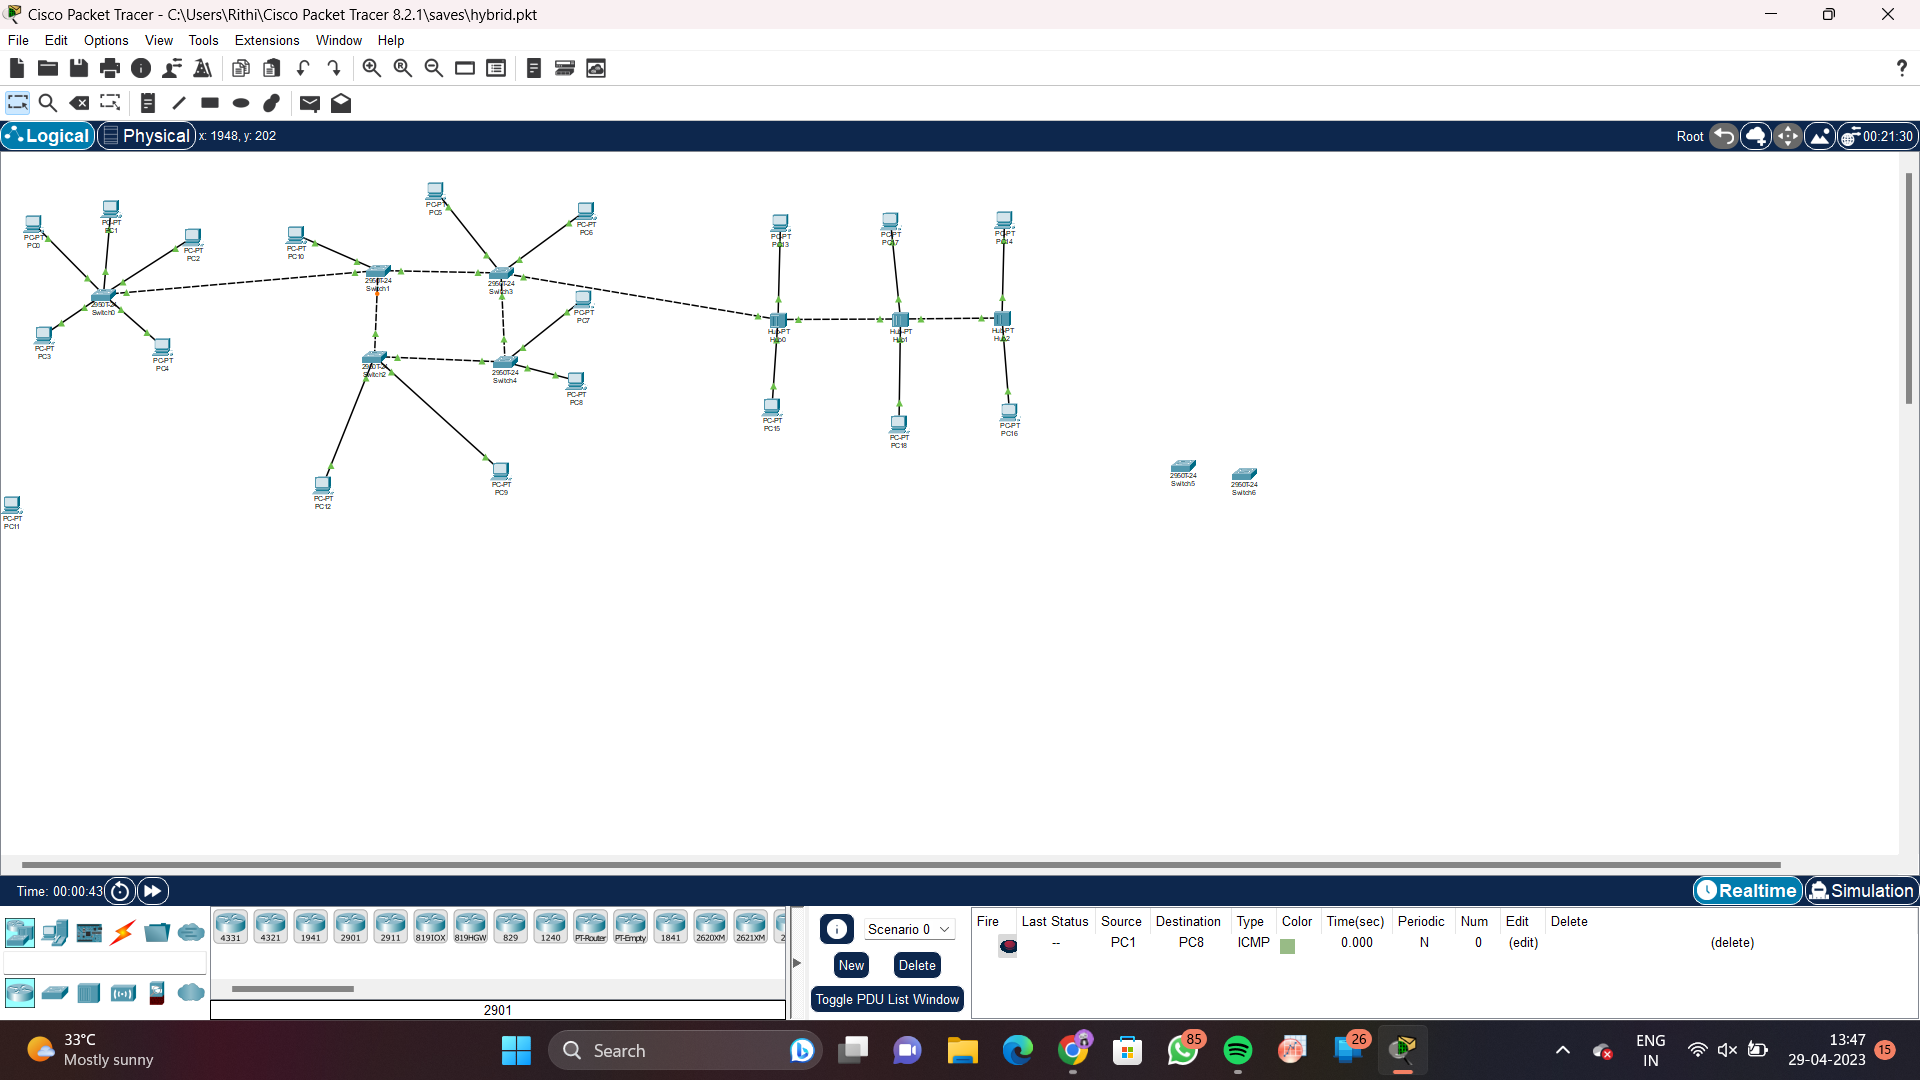 Cisco Packet Tracer - C:\Users\Rithi\Cisco Packet Tracer 8.2.1\saves\hybrid.pkt
File Edit Options View Tools Extensions Window Help
?
Logical Physical x: 1948, y: 202
Root 00:21:30
PC-PT
PC0
PC-PT
PC1
PC-PT
PC2
2950T-24
Switch0
PC-PT
PC3
PC-PT
PC4
PC-PT
PC10
PC-PT
PC5
PC-PT
PC6
2950T-24
Switch1
2950T-24
Switch3
PC-PT
PC7
2950T-24
Switch2
2950T-24
Switch4
PC-PT
PC8
PC-PT
PC12
PC-PT
PC9
PC-PT
PC11
PC-PT
PC13
PC-PT
PC17
PC-PT
PC14
Hub-PT
Hub0
Hub-PT
Hub1
Hub-PT
Hub2
PC-PT
PC15
PC-PT
PC18
PC-PT
PC16
2950T-24
Switch5
2950T-24
Switch6
Time: 00:00:43
Realtime Simulation
4331 4321 1941 2901 2911 819IOX 819HGW 829 1240 PT-Router PT-Empty 1841 2620XM 2621XM 2
2901
Scenario 0
New Delete
Toggle PDU List Window
Fire Last Status Source Destination Type Color Time(sec) Periodic Num Edit Delete
-- PC1 PC8 ICMP 0.000 N 0 (edit) (delete)
33°C
Mostly sunny
Search
85
26
ENG
IN
13:47
29-04-2023
15